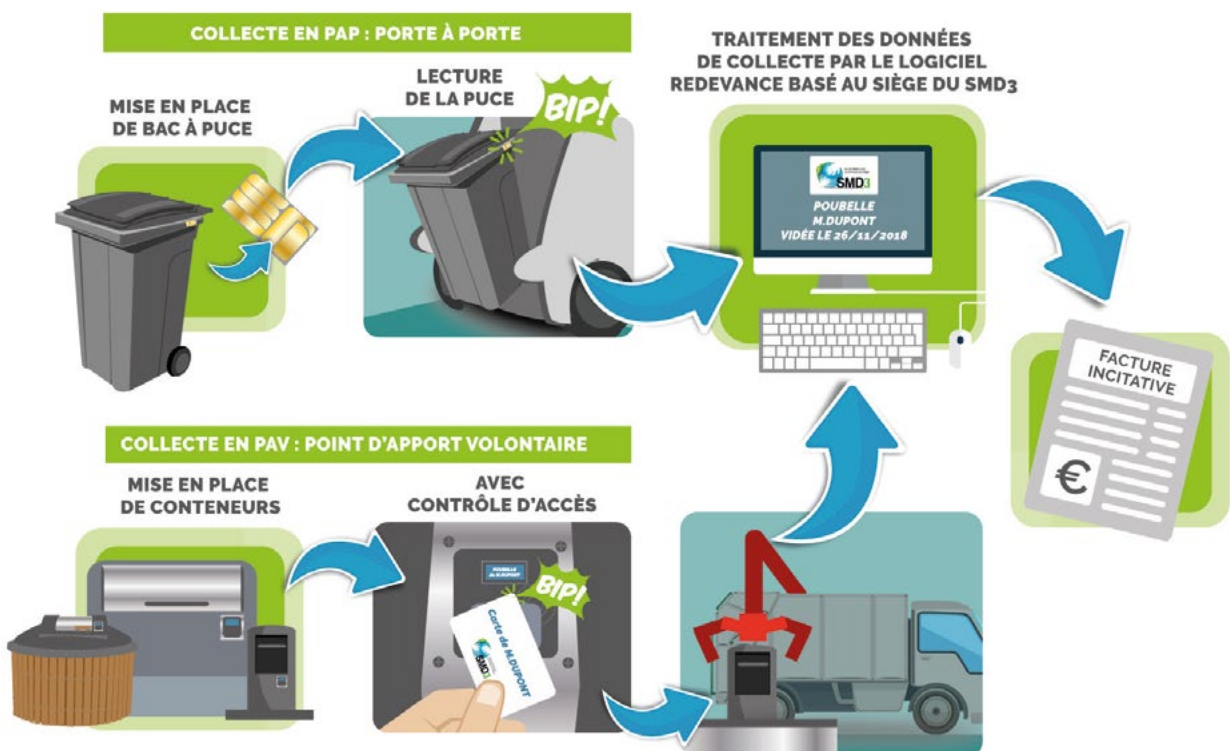 COLLECTE EN PAP : PORTE À PORTE
MISE EN PLACE
DE BAC À PUCE
LECTURE
DE LA PUCE
BIP!
TRAITEMENT DES DONNÉES
DE COLLECTE PAR LE LOGICIEL
REDEVANCE BASÉ AU SIÈGE DU SMD3
SMD3
POUBELLE
M.DUPONT
VIDÉE LE 26/11/2018
FACTURE
INCITATIVE
€
COLLECTE EN PAV : POINT D'APPORT VOLONTAIRE
MISE EN PLACE
DE CONTENEURS
AVEC
CONTRÔLE D'ACCÈS
POUBELLE
de M.DUPONT
BIP!
Carte de M.DUPONT
SMD3